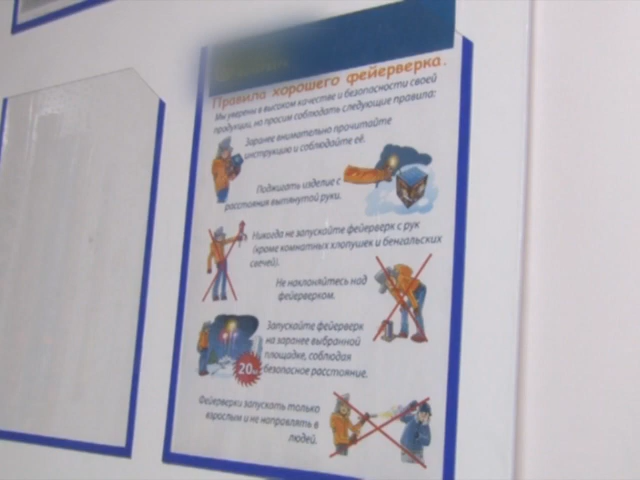 Правила хорошего фейерверка.
Мы уверены в высоком качестве и безопасности своей
продукции, но просим соблюдать следующие правила:
Заранее внимательно прочитайте
инструкцию и соблюдайте её.
Поджигать изделие с
расстояния вытянутой руки.
Никогда не запускайте фейерверк с рук
(кроме комнатных хлопушек и бенгальских
свечей).
Не наклоняйтесь над
фейерверком.
Запускайте фейерверк
на заранее выбранной
площадке, соблюдая
безопасное расстояние.
20м
Фейерверки запускать только
взрослым и не направлять в
людей.